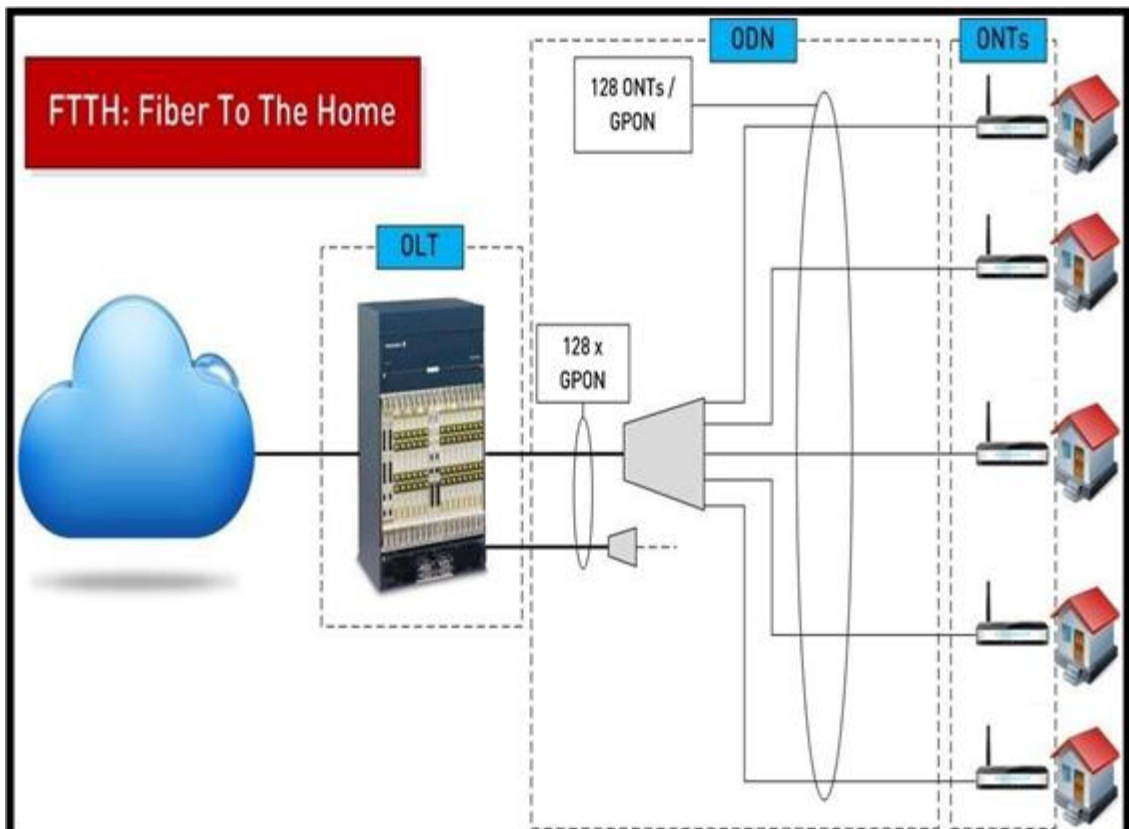 FTTH: Fiber To The Home
ODN
ONTs
128 ONTs /
GPON
OLT
128 x
GPON